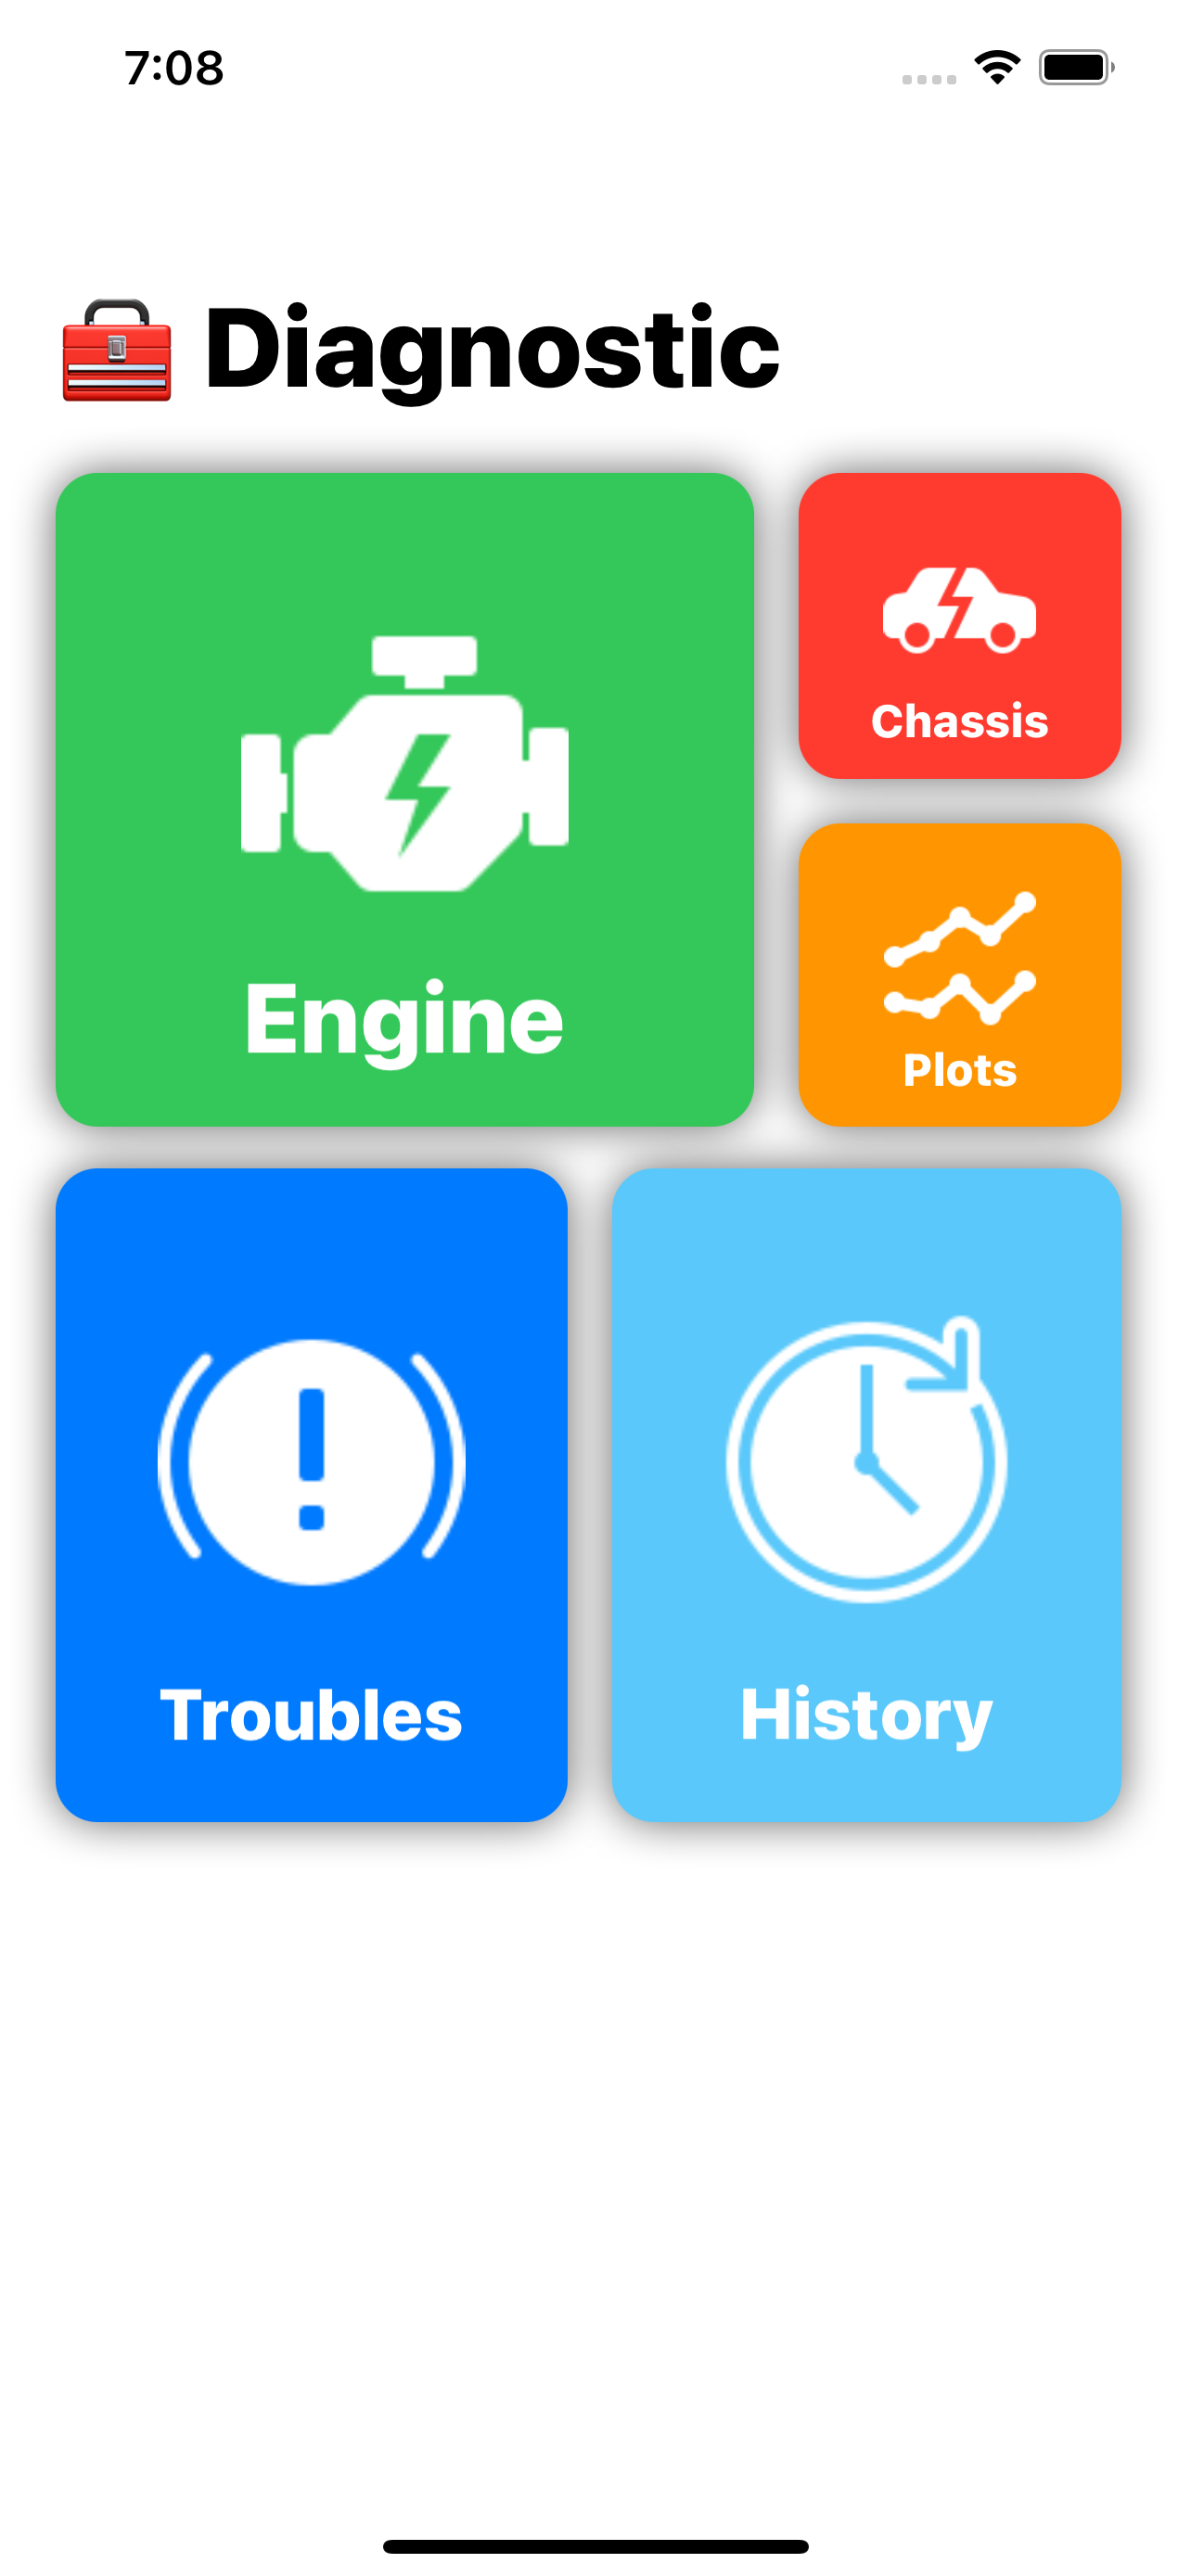 7:08
🧰 Diagnostic
Engine
Chassis
Plots
Troubles
History